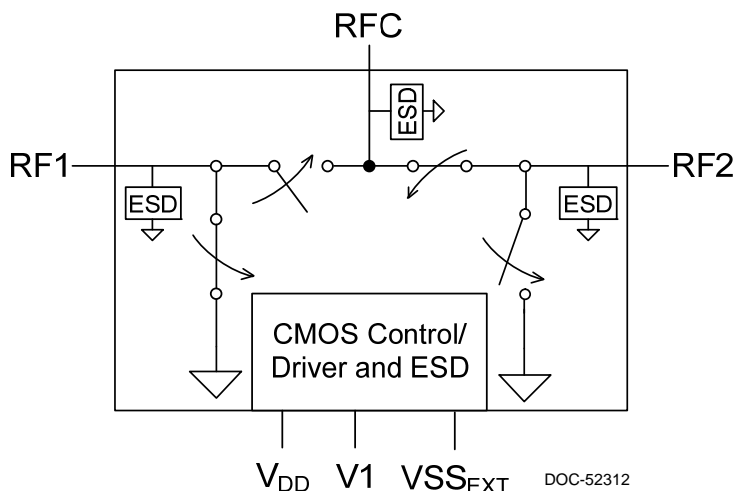 RFC
ESD
RF1
RF2
ESD
ESD
CMOS Control/
Driver and ESD
VDD
V1
VSSEXT
DOC-52312